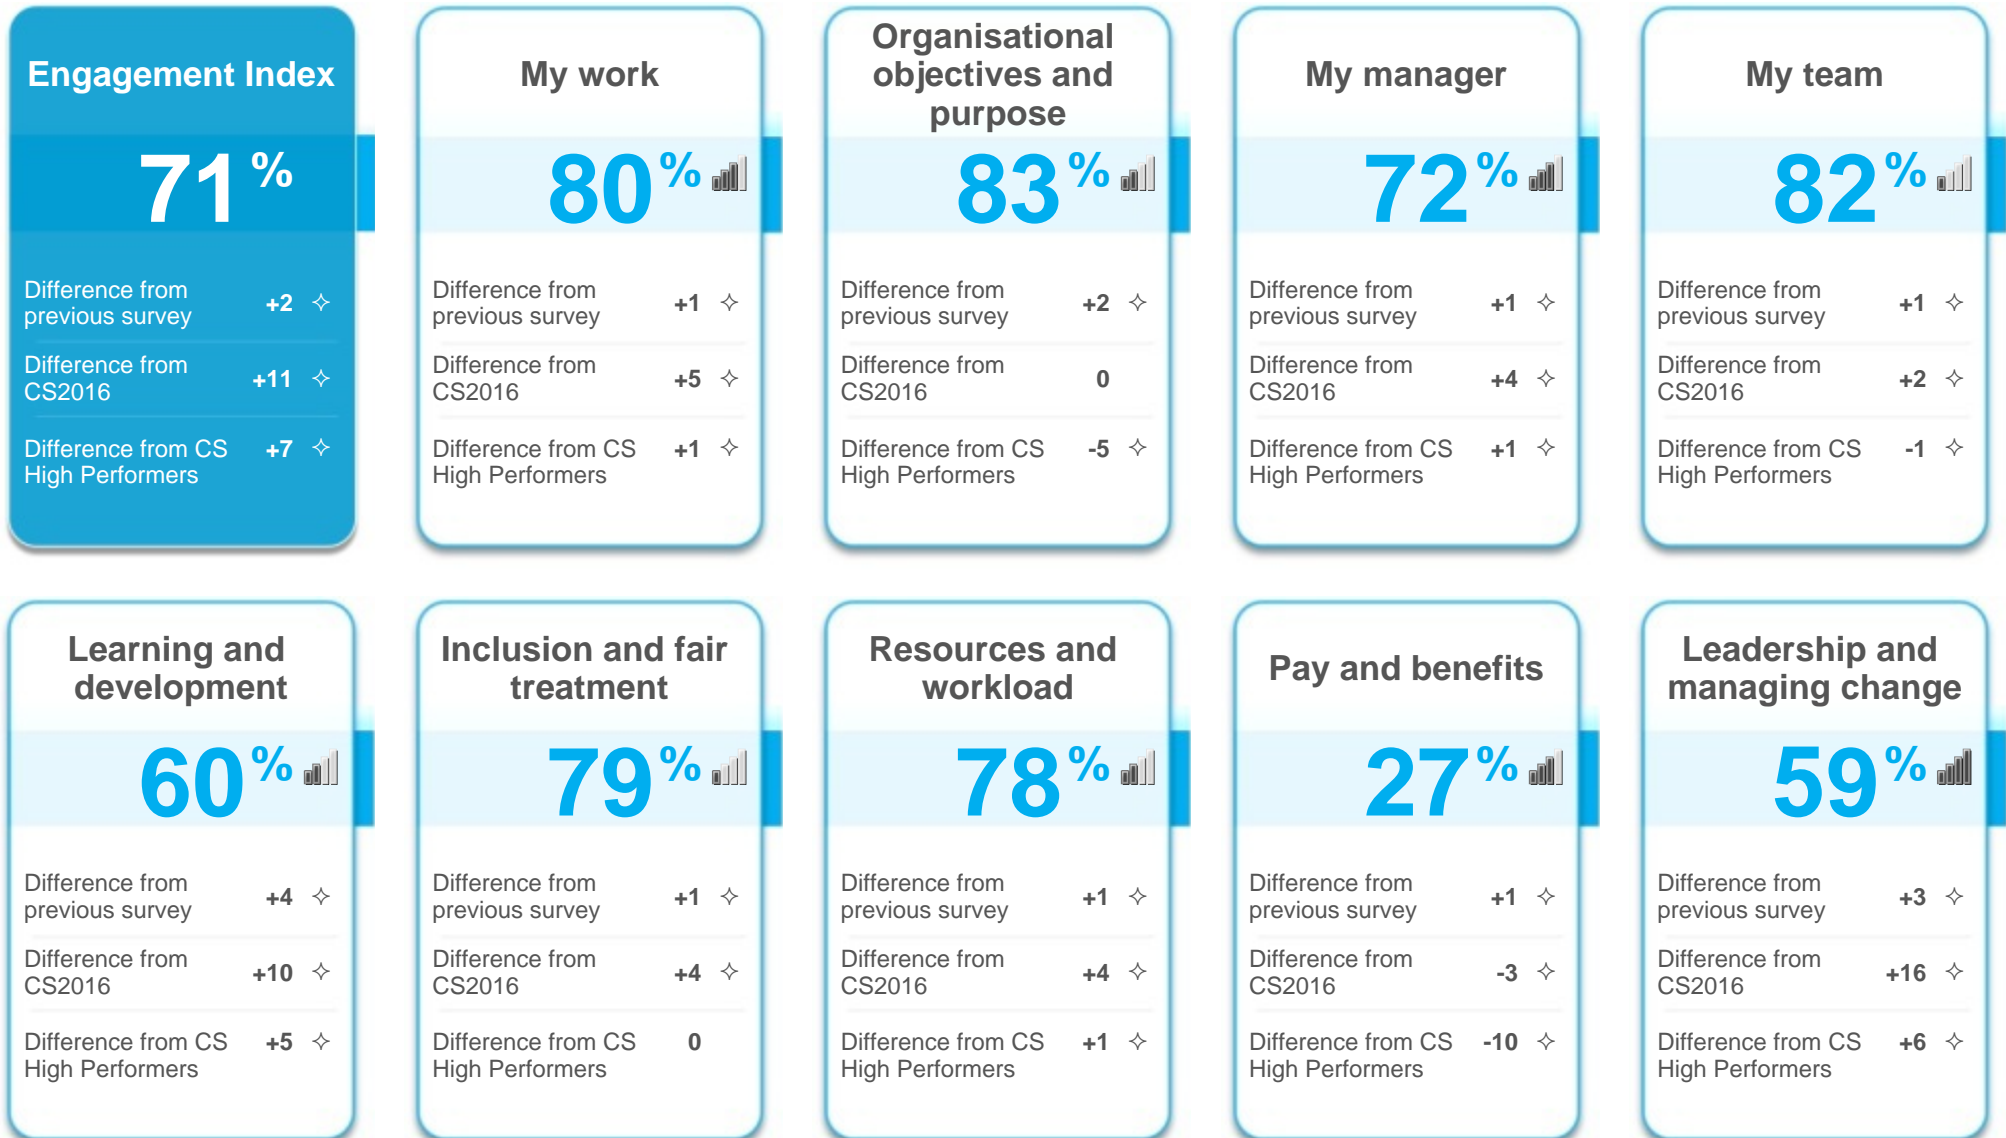 Engagement Index
71%
Difference from
previous survey +2 ✧
Difference from
CS2016 +11 ✧
Difference from CS
High Performers +7 ✧
My work
80%
Difference from
previous survey +1 ✧
Difference from
CS2016 +5 ✧
Difference from CS
High Performers +1 ✧
Organisational
objectives and
purpose
83%
Difference from
previous survey +2 ✧
Difference from
CS2016 0
Difference from CS
High Performers -5 ✧
My manager
72%
Difference from
previous survey +1 ✧
Difference from
CS2016 +4 ✧
Difference from CS
High Performers +1 ✧
My team
82%
Difference from
previous survey +1 ✧
Difference from
CS2016 +2 ✧
Difference from CS
High Performers -1 ✧
Learning and
development
60%
Difference from
previous survey +4 ✧
Difference from
CS2016 +10 ✧
Difference from CS
High Performers +5 ✧
Inclusion and fair
treatment
79%
Difference from
previous survey +1 ✧
Difference from
CS2016 +4 ✧
Difference from CS
High Performers 0
Resources and
workload
78%
Difference from
previous survey +1 ✧
Difference from
CS2016 +4 ✧
Difference from CS
High Performers +1 ✧
Pay and benefits
27%
Difference from
previous survey +1 ✧
Difference from
CS2016 -3 ✧
Difference from CS
High Performers -10 ✧
Leadership and
managing change
59%
Difference from
previous survey +3 ✧
Difference from
CS2016 +16 ✧
Difference from CS
High Performers +6 ✧